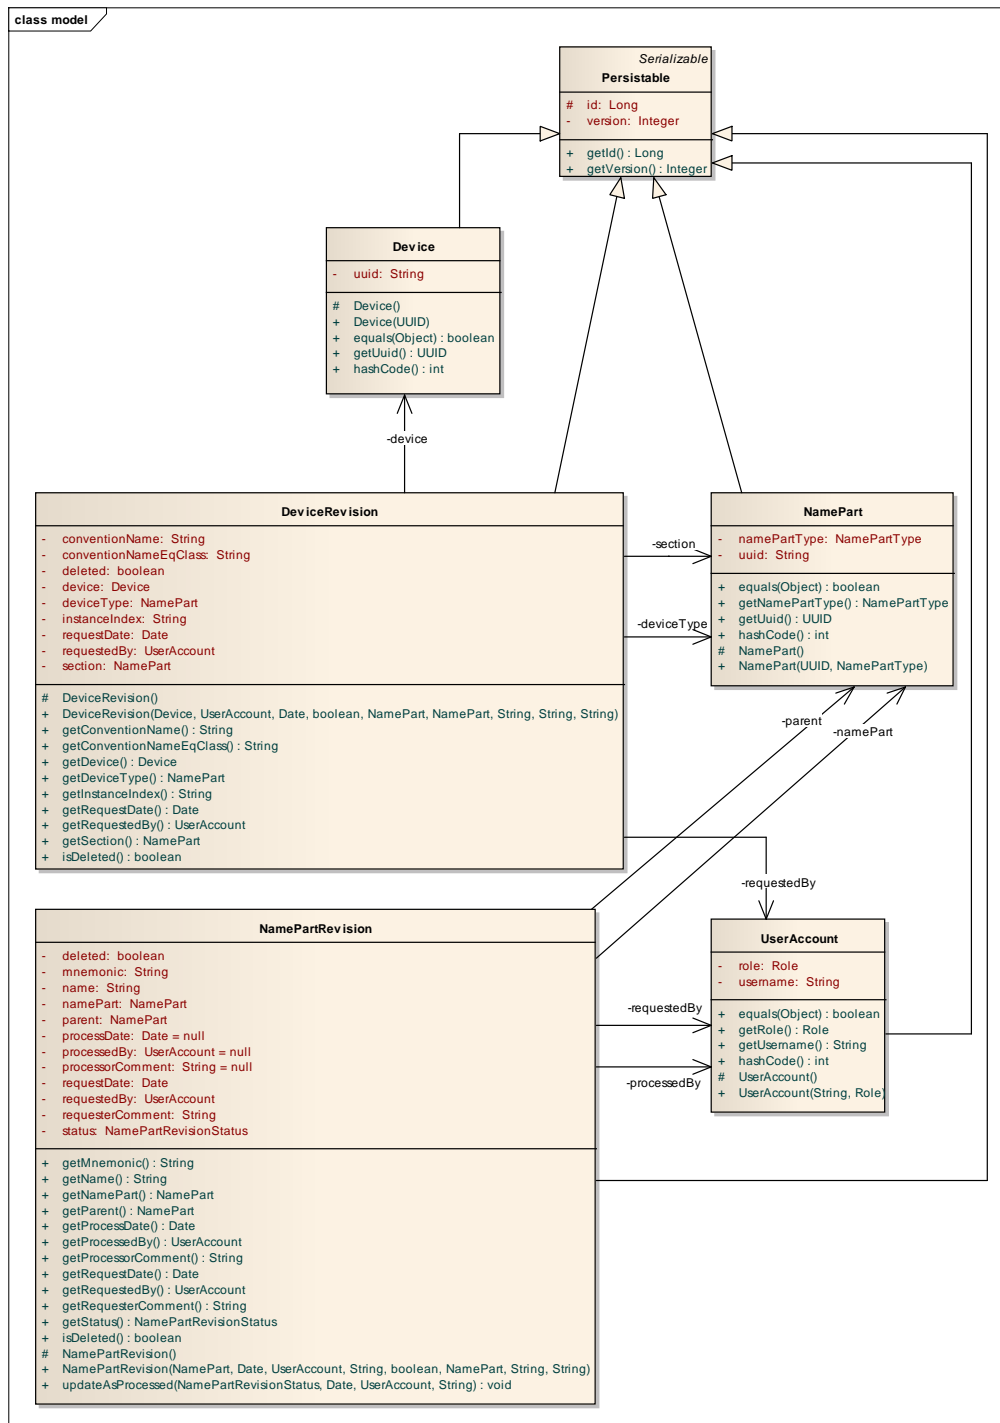 class model
Serializable
Persistable
# id: Long
- version: Integer
+ getId() : Long
+ getVersion() : Integer
Device
- uuid: String
# Device()
+ Device(UUID)
+ equals(Object) : boolean
+ getUuid() : UUID
+ hashCode() : int
-device
DeviceRevision
- conventionName: String
- conventionNameEqClass: String
- deleted: boolean
- device: Device
- deviceType: NamePart
- instanceIndex: String
- requestDate: Date
- requestedBy: UserAccount
- section: NamePart
# DeviceRevision()
+ DeviceRevision(Device, UserAccount, Date, boolean, NamePart, NamePart, String, String, String)
+ getConventionName() : String
+ getConventionNameEqClass() : String
+ getDevice() : Device
+ getDeviceType() : NamePart
+ getInstanceIndex() : String
+ getRequestDate() : Date
+ getRequestedBy() : UserAccount
+ getSection() : NamePart
+ isDeleted() : boolean
-section
-deviceType
NamePart
- namePartType: NamePartType
- uuid: String
+ equals(Object) : boolean
+ getNamePartType() : NamePartType
+ getUuid() : UUID
+ hashCode() : int
# NamePart()
+ NamePart(UUID, NamePartType)
-parent
-namePart
-requestedBy
NamePartRevision
- deleted: boolean
- mnemonic: String
- name: String
- namePart: NamePart
- parent: NamePart
- processDate: Date = null
- processedBy: UserAccount = null
- processorComment: String = null
- requestDate: Date
- requestedBy: UserAccount
- requesterComment: String
- status: NamePartRevisionStatus
+ getMnemonic() : String
+ getName() : String
+ getNamePart() : NamePart
+ getParent() : NamePart
+ getProcessDate() : Date
+ getProcessedBy() : UserAccount
+ getProcessorComment() : String
+ getRequestDate() : Date
+ getRequestedBy() : UserAccount
+ getRequesterComment() : String
+ getStatus() : NamePartRevisionStatus
+ isDeleted() : boolean
# NamePartRevision()
+ NamePartRevision(NamePart, Date, UserAccount, String, boolean, NamePart, String, String)
+ updateAsProcessed(NamePartRevisionStatus, Date, UserAccount, String) : void
-requestedBy
-processedBy
UserAccount
- role: Role
- username: String
+ equals(Object) : boolean
+ getRole() : Role
+ getUsername() : String
+ hashCode() : int
# UserAccount()
+ UserAccount(String, Role)